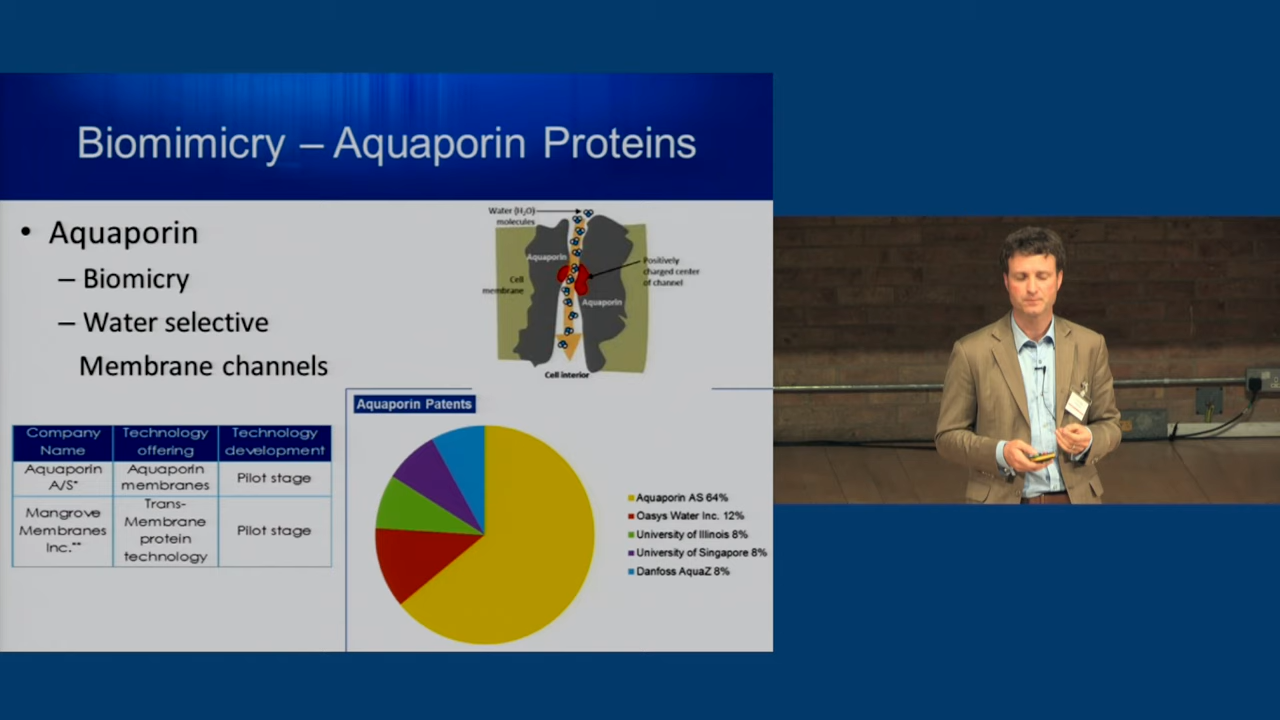 Biomimicry – Aquaporin Proteins
• Aquaporin
– Biomicry
– Water selective
Membrane channels
Water (H₂O)
molecules
Aquaporin
Cell
membrane
Positively
charged center
of channel
Aquaporin
Cell interior
Company
Name
Technology
offering
Technology
development
Aquaporin
A/S*
Aquaporin
membranes
Pilot stage
Mangrove
Membranes
Inc.**
Trans-
Membrane
protein
technology
Pilot stage
Aquaporin Patents
Aquaporin AS 64%
Oasys Water Inc. 12%
University of Illinois 8%
University of Singapore 8%
Danfoss AquaZ 8%